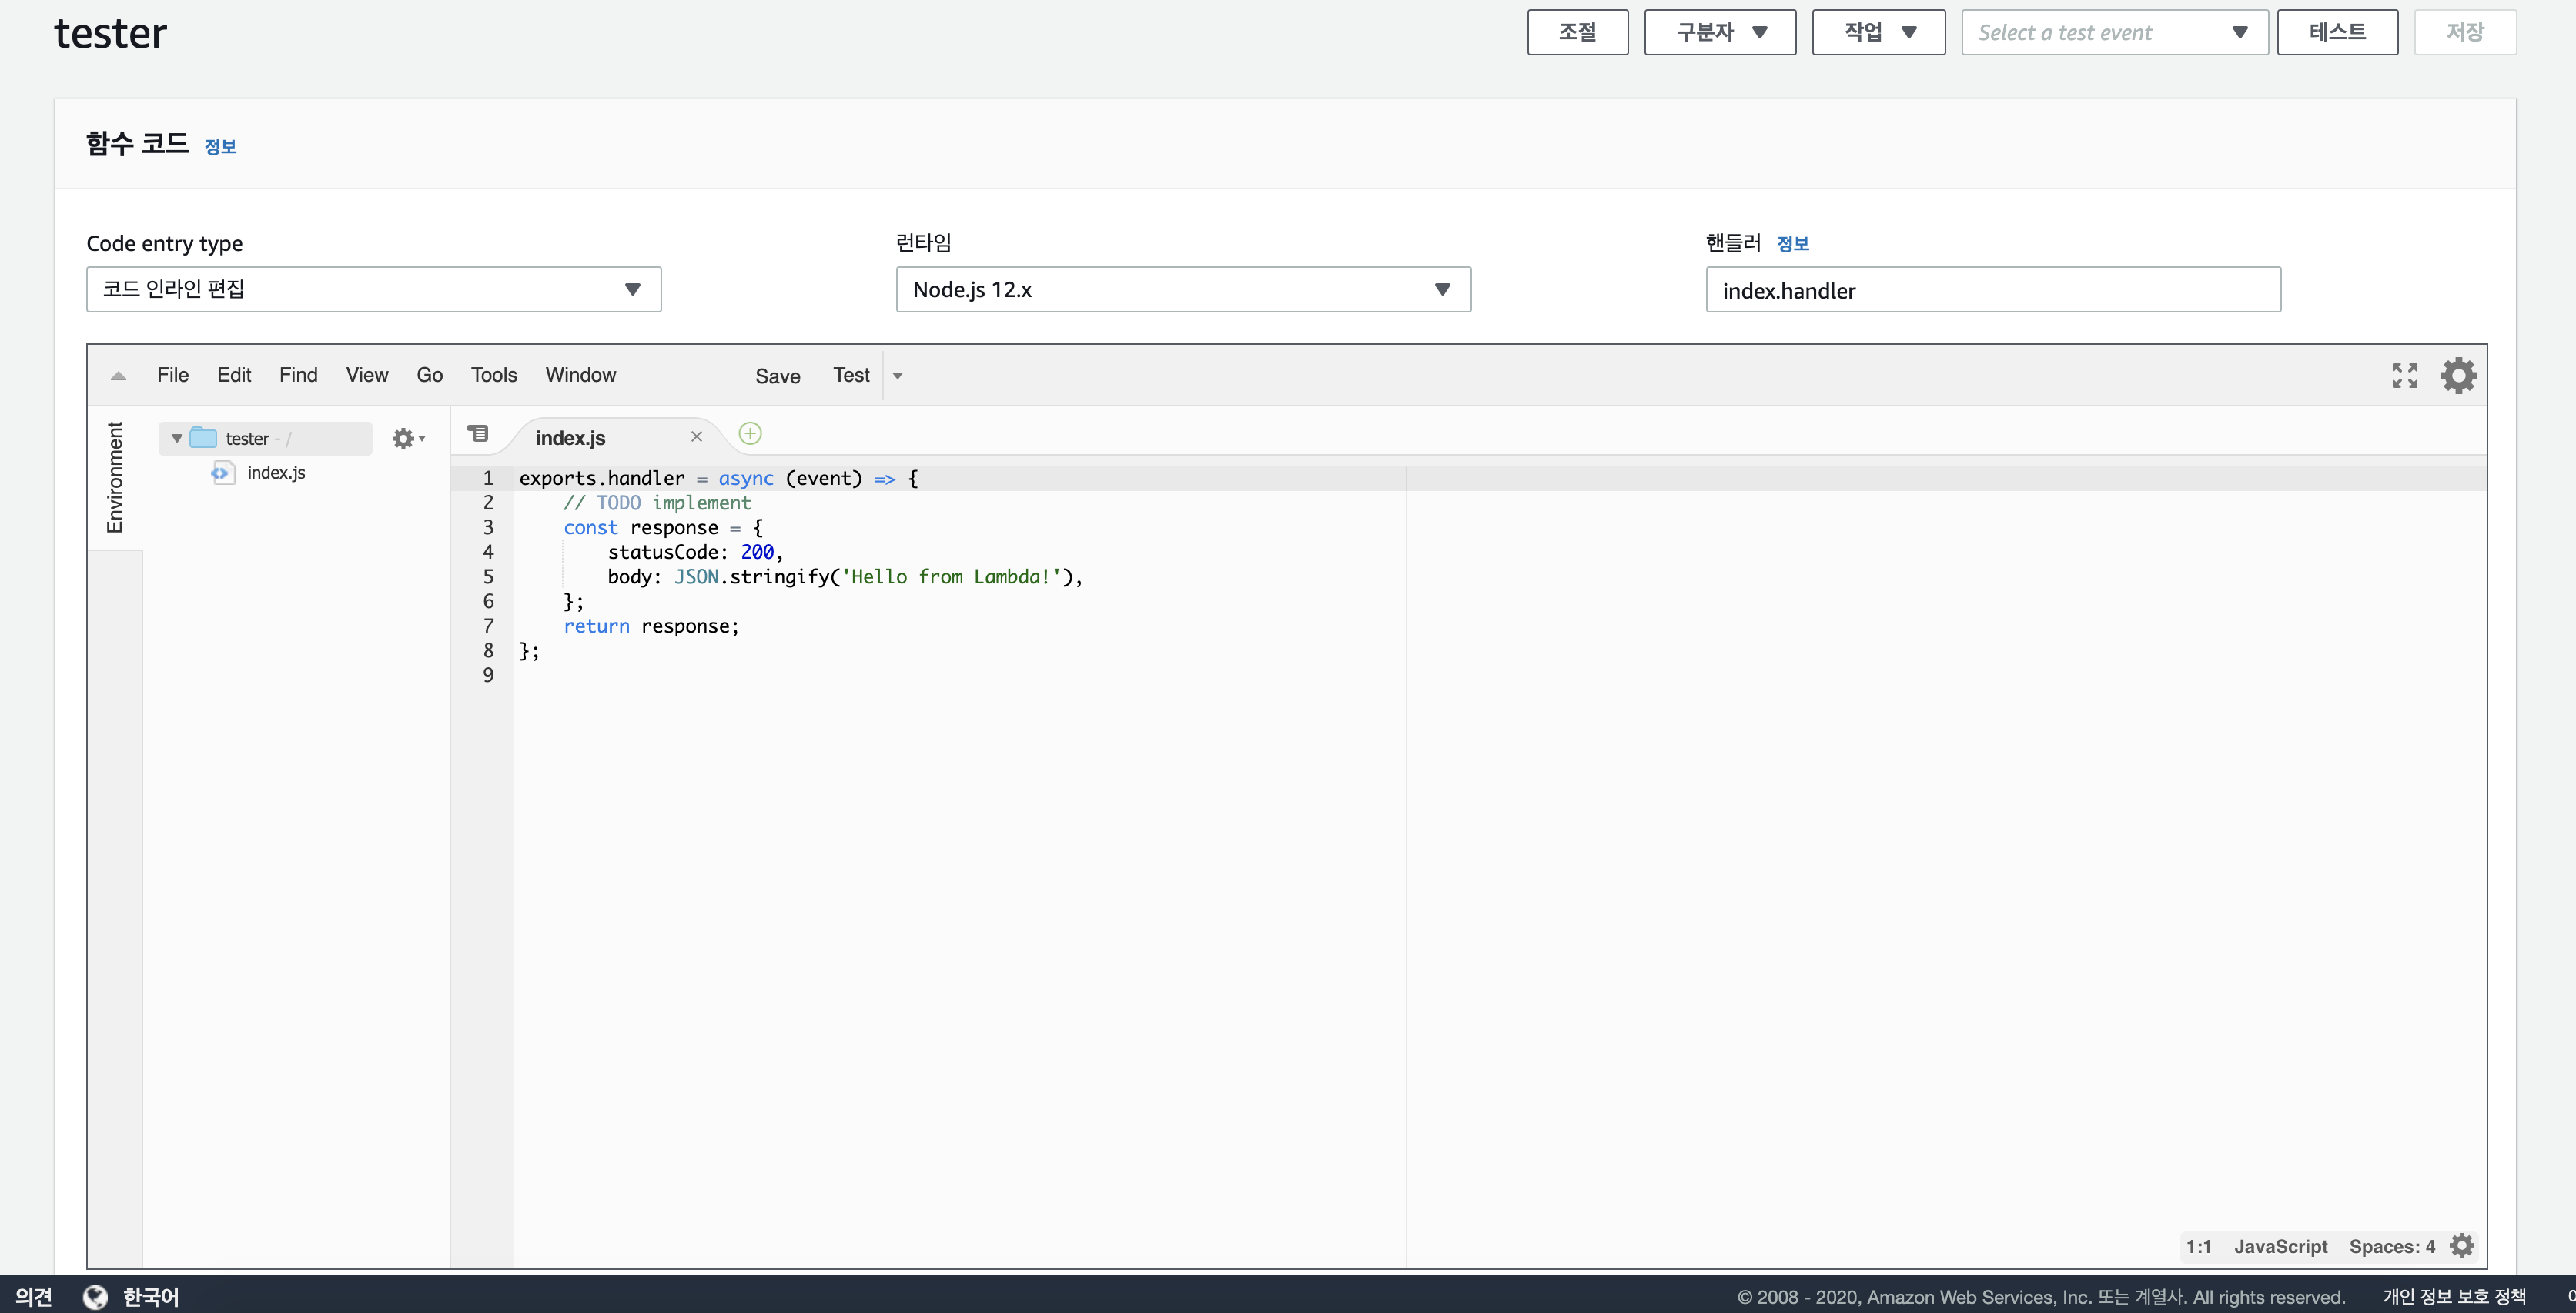 tester
조절 구분자 작업 Select a test event 테스트 저장
함수 코드 정보
Code entry type 런타임 핸들러 정보
코드 인라인 편집 Node.js 12.x index.handler
File Edit Find View Go Tools Window Save Test
Environment
tester - /
index.js
index.js
1 exports.handler = async (event) => {
2 // TODO implement
3 const response = {
4 statusCode: 200,
5 body: JSON.stringify('Hello from Lambda!'),
6 };
7 return response;
8 };
9
1:1 JavaScript Spaces: 4
의견 한국어 © 2008 - 2020, Amazon Web Services, Inc. 또는 계열사. All rights reserved. 개인 정보 보호 정책